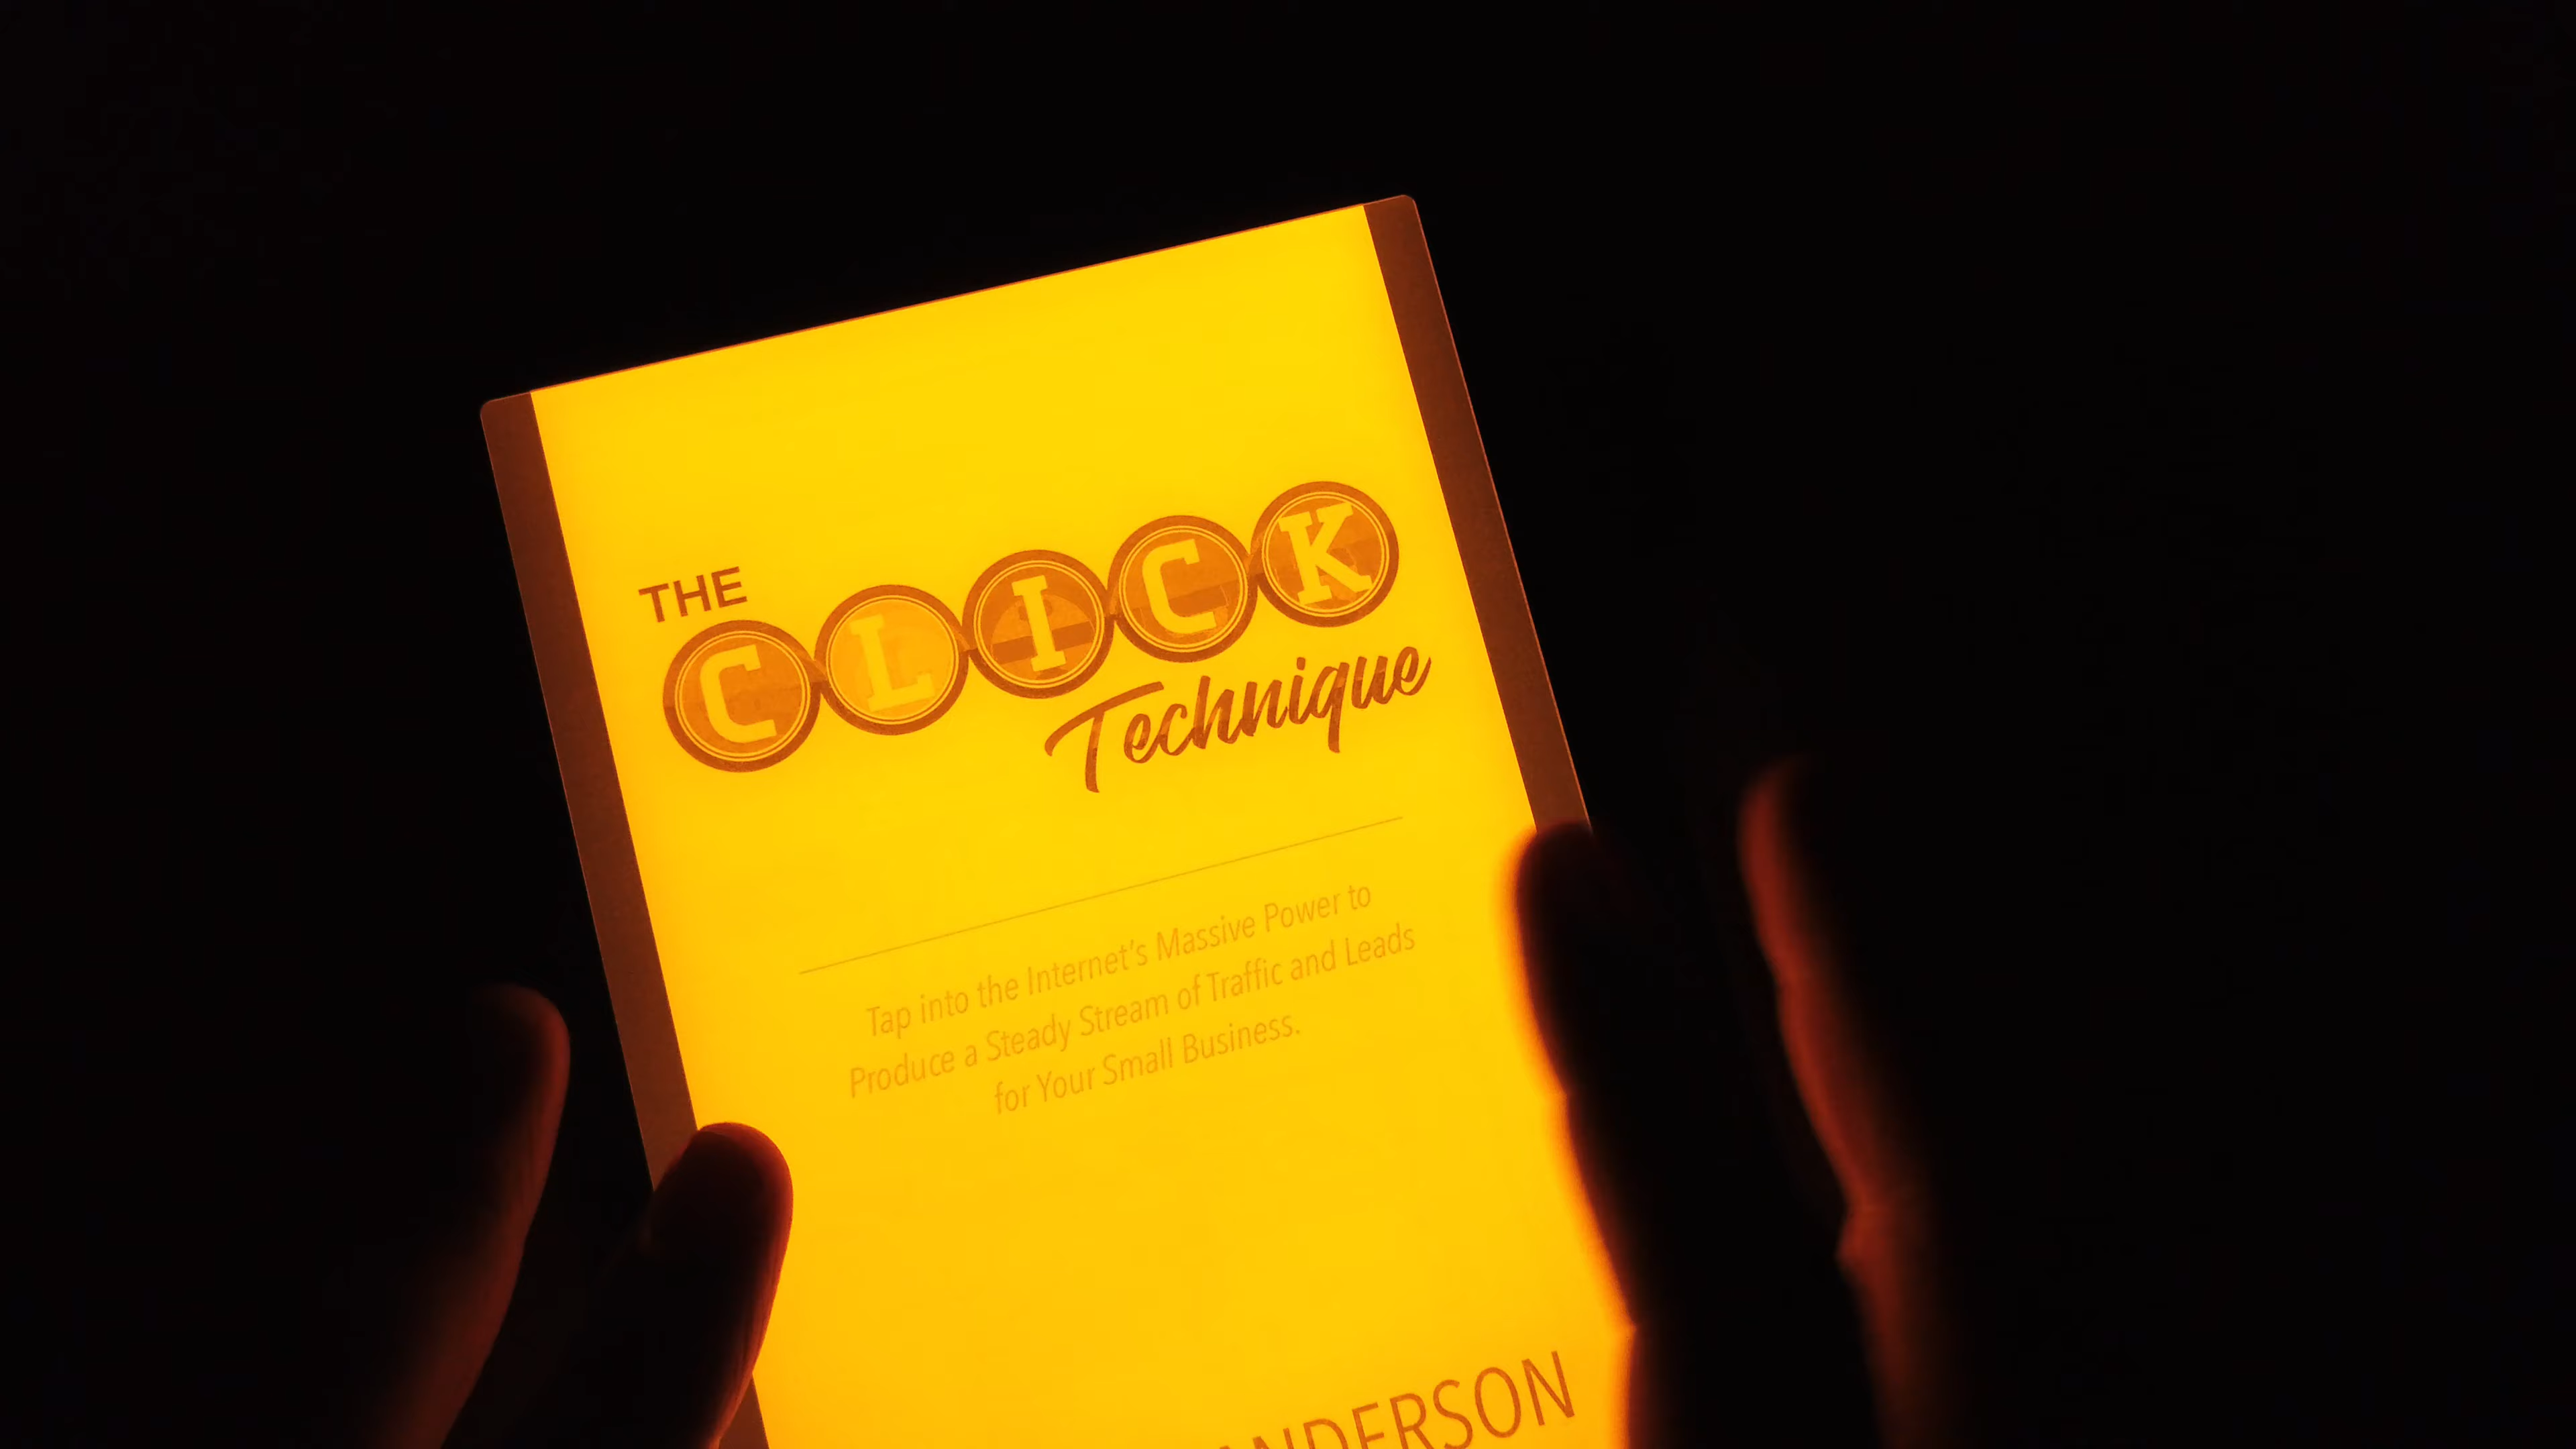 THE
CLICK
Technique
Tap into the Internet's Massive Power to
Produce a Steady Stream of Traffic and Leads
for Your Small Business.
NDERSON